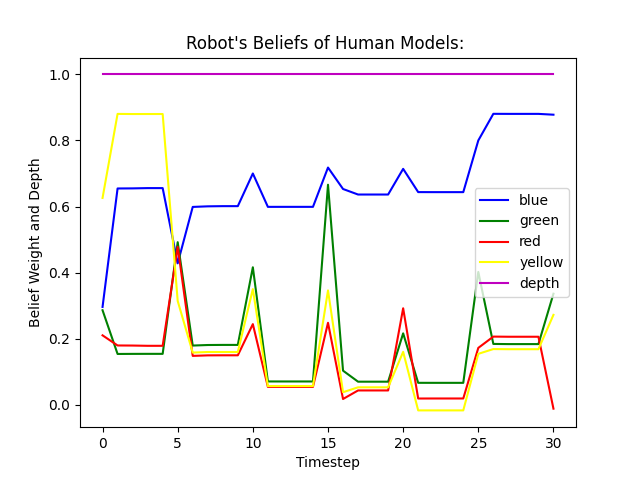 Robot's Beliefs of Human Models:
1.0
0.8
0.6
0.4
0.2
0.0
Belief Weight and Depth
blue
green
red
yellow
depth
0 5 10 15 20 25 30
Timestep